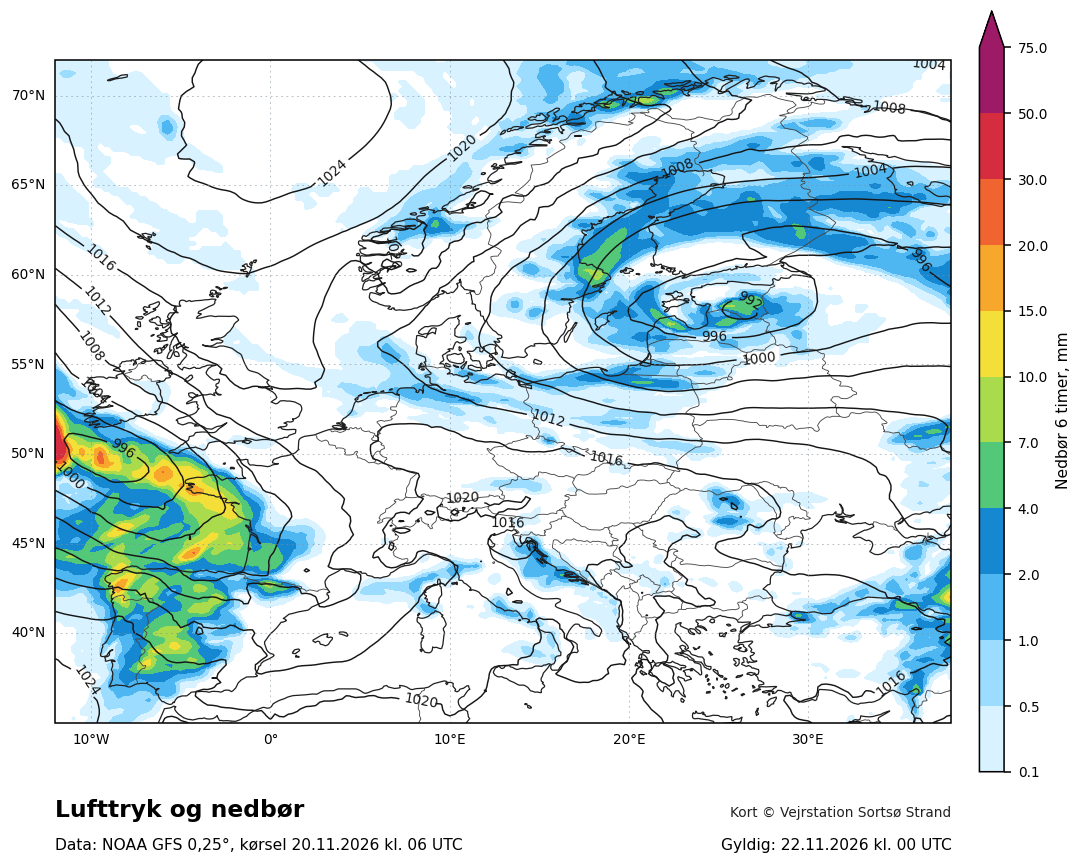 1004
70°N
1008
1020
1024
1008
1004
65°N
1016
1020
996
60°N
1012
992
1008
996
1000
55°N
1004
1012
996
1016
50°N
1000
1020
1016
45°N
40°N
1024
1020
1016
10°W
0°
10°E
20°E
30°E
75.0
50.0
30.0
20.0
15.0
10.0
7.0
4.0
2.0
1.0
0.5
0.1
Nedbør 6 timer, mm
Lufttryk og nedbør
Kort © Vejrstation Sortsø Strand
Data: NOAA GFS 0,25°, kørsel 20.11.2026 kl. 06 UTC
Gyldig: 22.11.2026 kl. 00 UTC